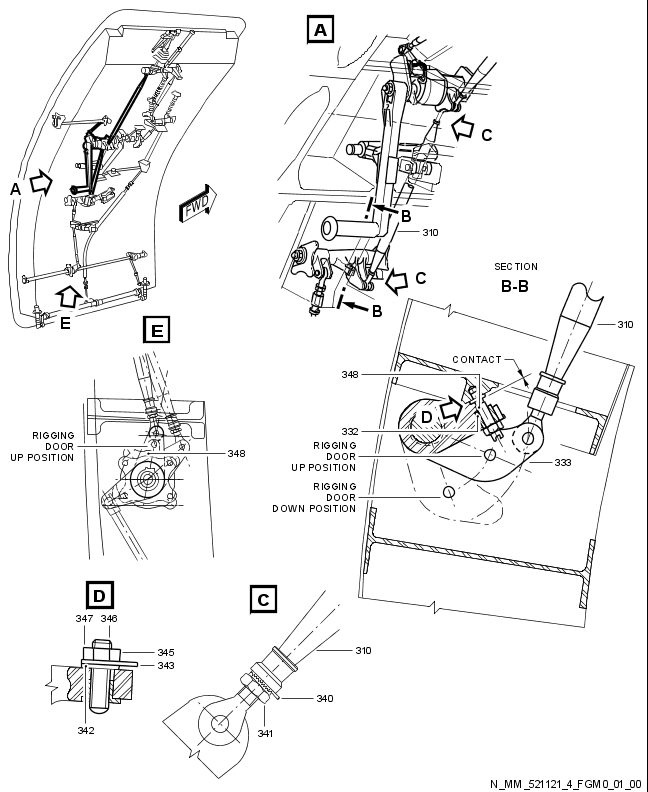 A
C
A
FWD
B
310
C
E
B
SECTION
B-B
310
E
CONTACT
348
D
332
RIGGING
DOOR
UP POSITION
348
RIGGING
DOOR
UP POSITION
333
RIGGING
DOOR
DOWN POSITION
D
C
347 346
345
343
310
340
341
342
N_MM_521121_4_FGM0_01_00